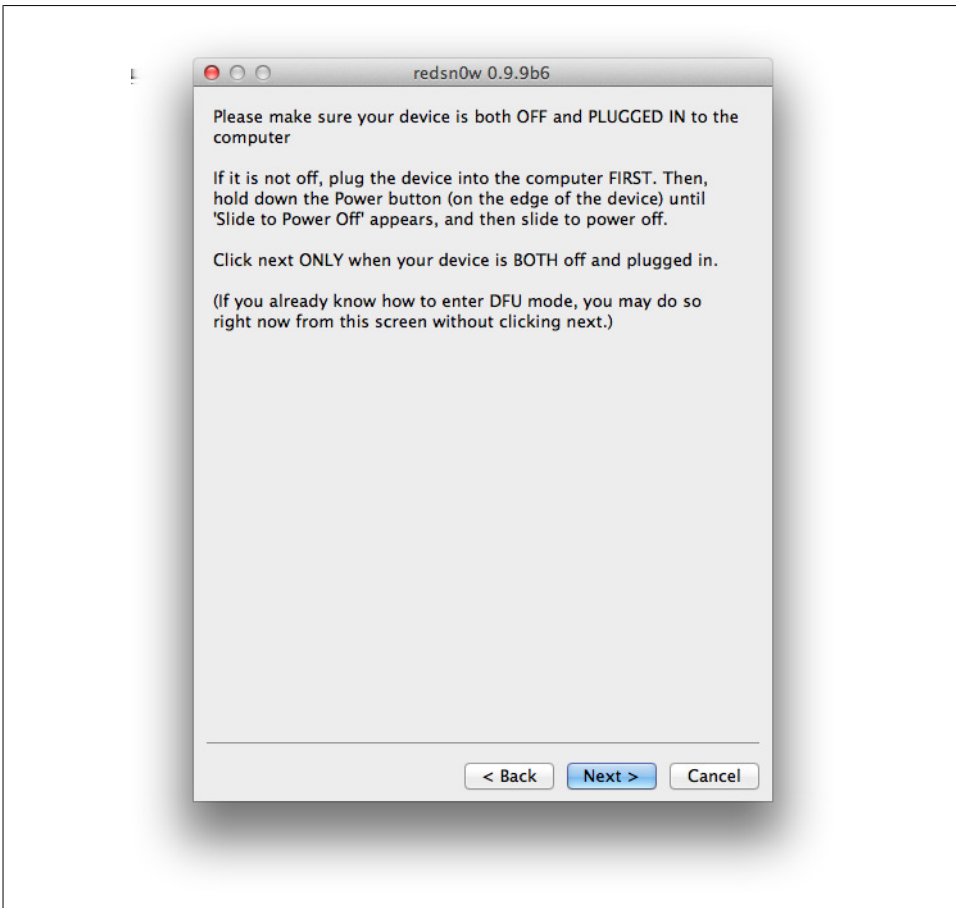 redsn0w 0.9.9b6
Please make sure your device is both OFF and PLUGGED IN to the
computer
If it is not off, plug the device into the computer FIRST. Then,
hold down the Power button (on the edge of the device) until
'Slide to Power Off' appears, and then slide to power off.
Click next ONLY when your device is BOTH off and plugged in.
(If you already know how to enter DFU mode, you may do so
right now from this screen without clicking next.)
< Back
Next >
Cancel